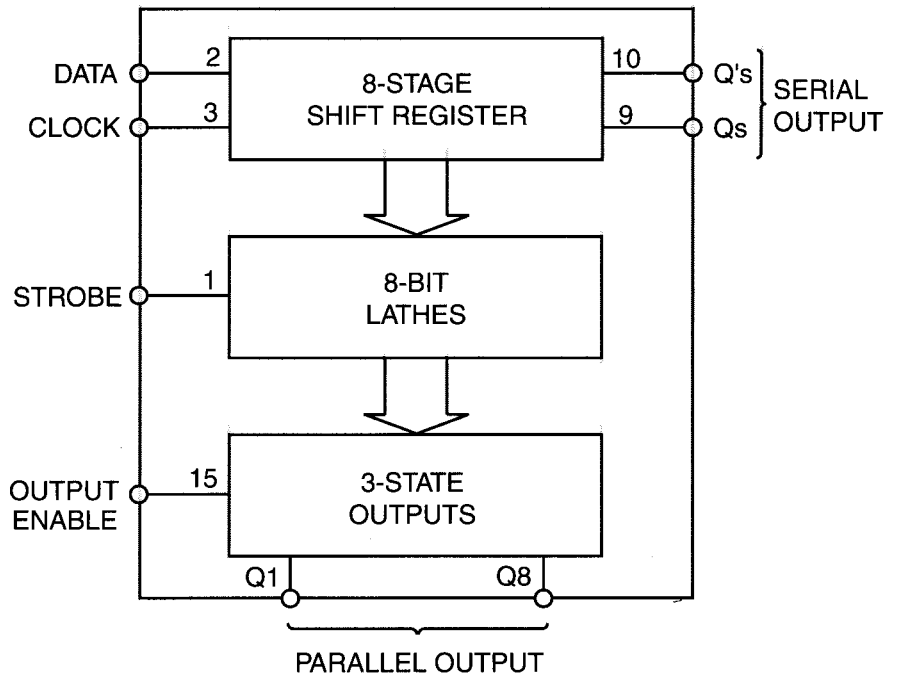 DATA
2
8-STAGE
SHIFT REGISTER
10
Q's
SERIAL
OUTPUT
CLOCK
3
9
Qs
STROBE
1
8-BIT
LATHES
OUTPUT
ENABLE
15
3-STATE
OUTPUTS
Q1
Q8
PARALLEL OUTPUT